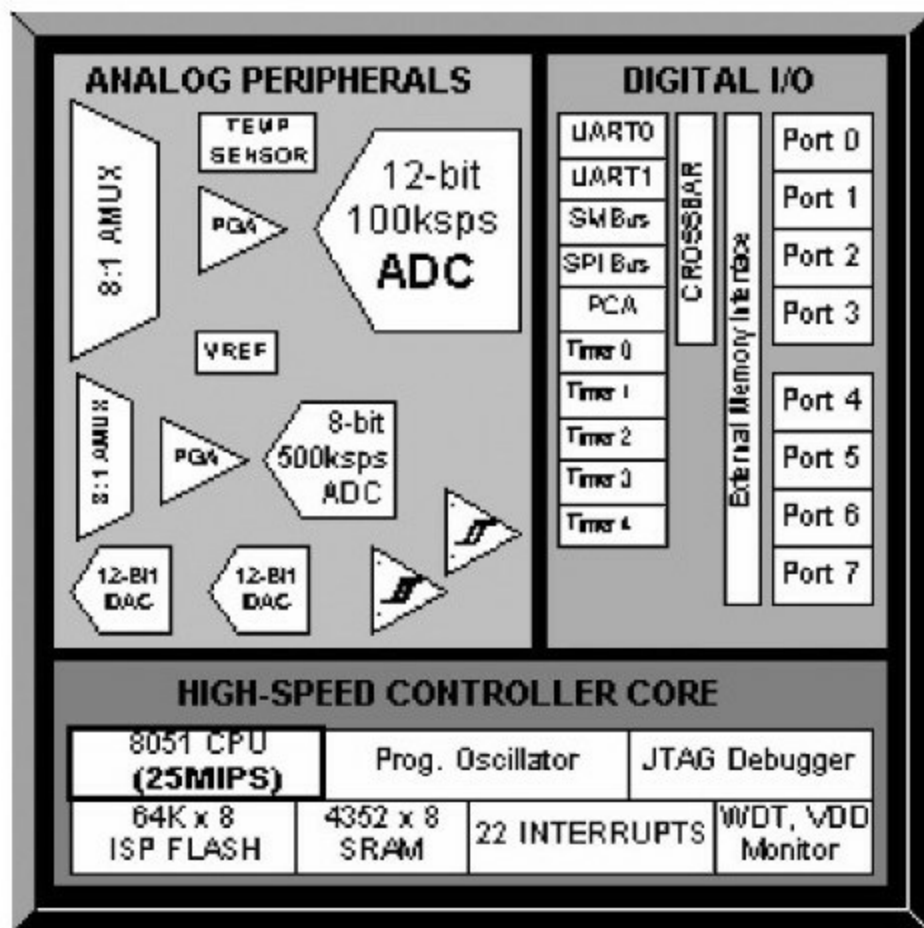 ANALOG PERIPHERALS
8:1 AMUX
TEMP
SENSOR
PGA
12-bit
100ksps
ADC
VREF
8:1 AMUX
PGA
8-bit
500ksps
ADC
12-Bit
DAC
12-Bit
DAC
DIGITAL I/O
UART0
UART1
SMBus
SPI Bus
PCA
Timer 0
Timer 1
Timer 2
Timer 3
Timer 4
CROSSBAR
External Memory Interface
Port 0
Port 1
Port 2
Port 3
Port 4
Port 5
Port 6
Port 7
HIGH-SPEED CONTROLLER CORE
8051 CPU
(25MIPS)
Prog. Oscillator
JTAG Debugger
64K x 8
ISP FLASH
4352 x 8
SRAM
22 INTERRUPTS
WDT, VDD
Monitor